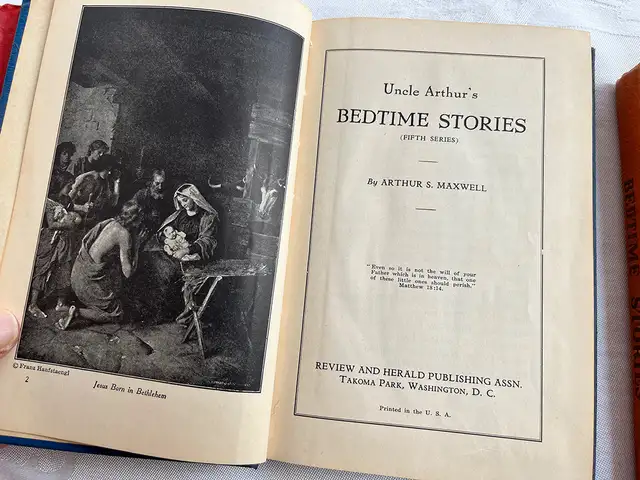 © Franz Hanfstaengl
2
Jesus Born in Bethlehem
Uncle Arthur's
BEDTIME STORIES
(FIFTH SERIES)
By ARTHUR S. MAXWELL
"Even so it is not the will of your
Father which is in heaven, that one
of these little ones should perish."
Matthew 18:14.
REVIEW AND HERALD PUBLISHING ASSN.
TAKOMA PARK, WASHINGTON, D. C.
Printed in the U. S. A.